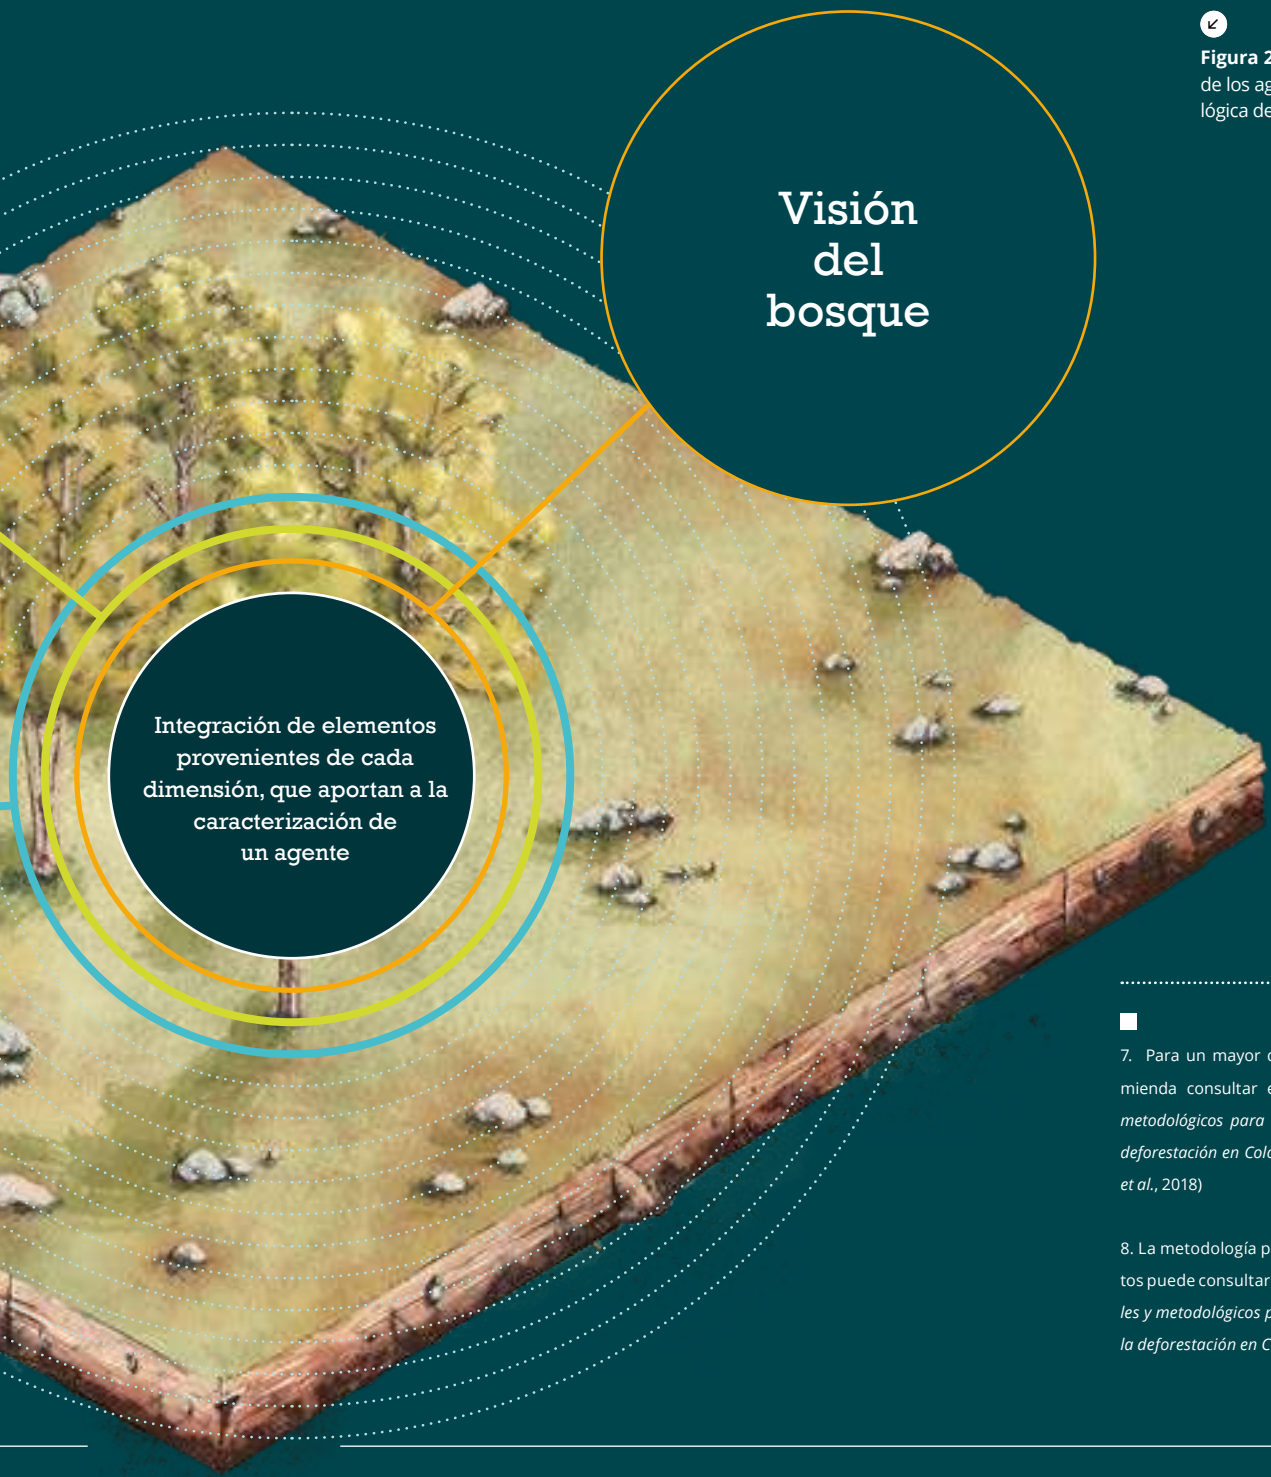 Figura 2
de los ag
lógica de
Visión
del
bosque
Integración de elementos
provenientes de cada
dimensión, que aportan a la
caracterización de
un agente
7. Para un mayor
mienda consultar
metodológicos para
deforestación en Colo
et al., 2018)
8. La metodología p
tos puede consultar
les y metodológicos p
la deforestación en C